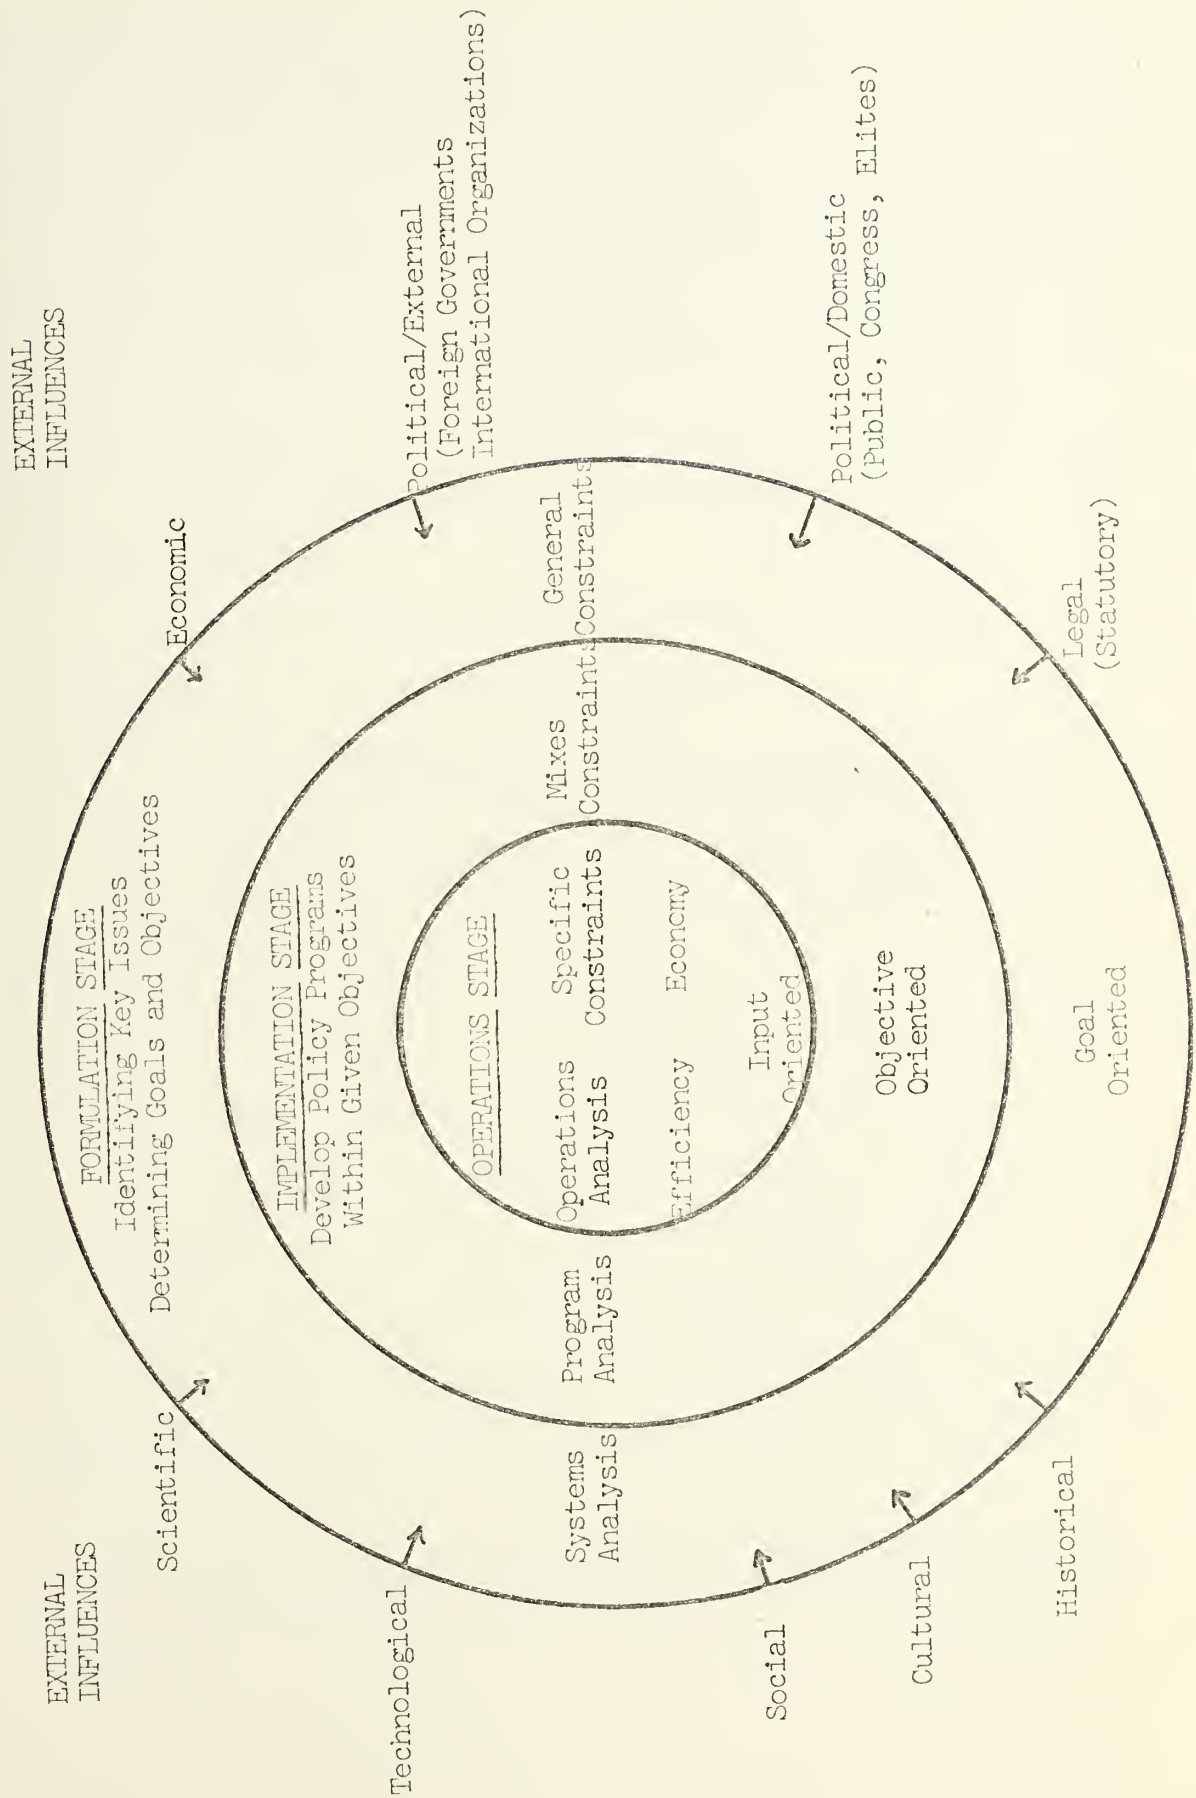 EXTERNAL
INFLUENCES
EXTERNAL
INFLUENCES
Scientific
Economic
Technological
Political/External
(Foreign Governments
International Organizations)
Social
Cultural
Historical
Political/Domestic
(Public, Congress, Elites)
Legal
(Statutory)
FORMULATION STAGE
Identifying Key Issues
Determining Goals and Objectives
IMPLEMENTATION STAGE
Develop Policy Programs
Within Given Objectives
OPERATIONS STAGE
Systems
Analysis
Program
Analysis
Operations
Analysis
Specific
Constraints
Mixes
Constraints
General
Constraints
Efficiency
Economy
Input
Oriented
Objective
Oriented
Goal
Oriented